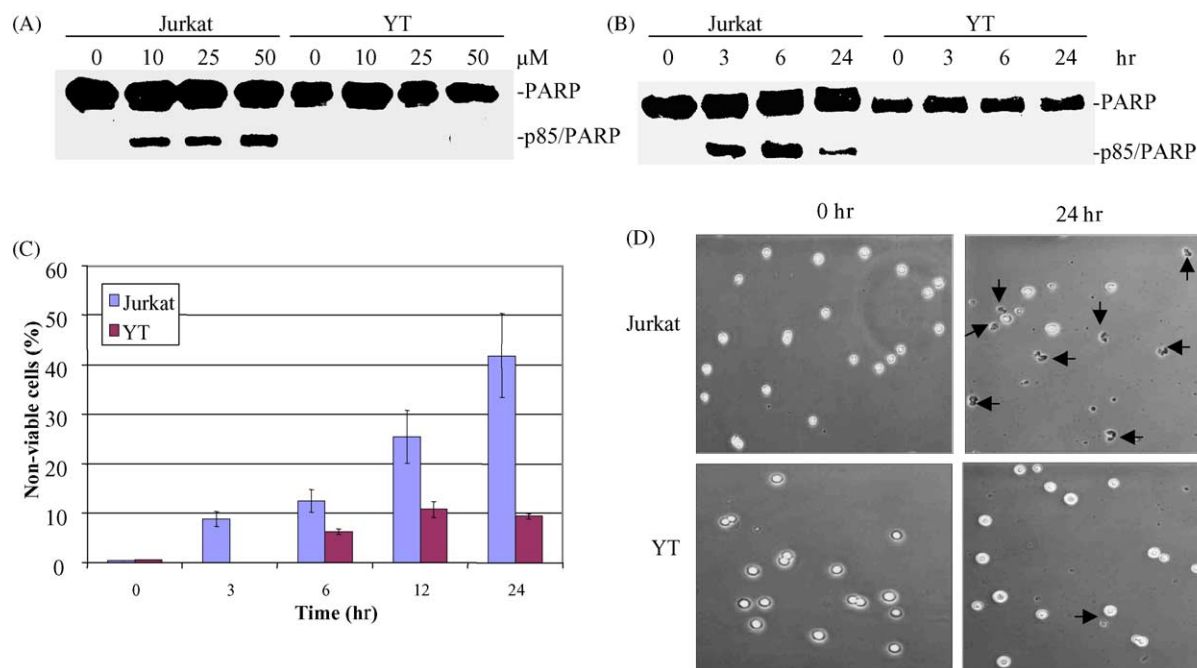 (A)
Jurkat YT
0 10 25 50 0 10 25 50 µM
-PARP
-p85/PARP
(B)
Jurkat YT
0 3 6 24 0 3 6 24 hr
-PARP
-p85/PARP
(C)
60
50
40
30
20
10
0
Non-viable cells (%)
Jurkat
YT
0 3 6 12 24
Time (hr)
(D)
0 hr 24 hr
Jurkat
YT